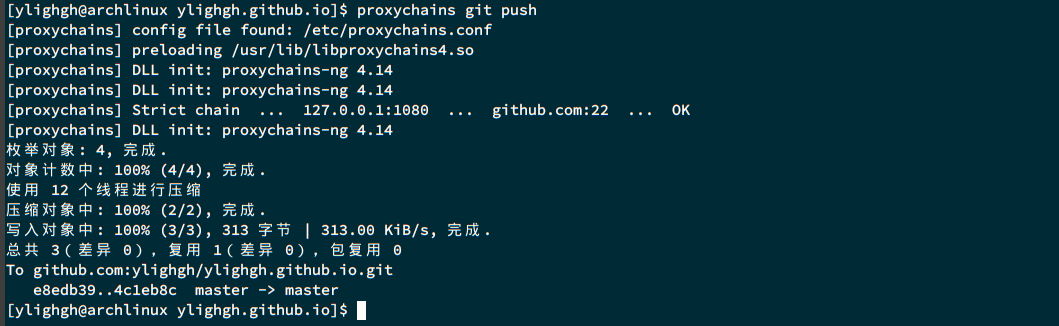 [ylighgh@archlinux ylighgh.github.io]$ proxychains git push
[proxychains] config file found: /etc/proxychains.conf
[proxychains] preloading /usr/lib/libproxychains4.so
[proxychains] DLL init: proxychains-ng 4.14
[proxychains] DLL init: proxychains-ng 4.14
[proxychains] Strict chain  ...  127.0.0.1:1080  ...  github.com:22  ...  OK
[proxychains] DLL init: proxychains-ng 4.14
枚举对象: 4, 完成.
对象计数中: 100% (4/4), 完成.
使用 12 个线程进行压缩
压缩对象中: 100% (2/2), 完成.
写入对象中: 100% (3/3), 313 字节 | 313.00 KiB/s, 完成.
总共 3（差异 0），复用 1（差异 0），包复用 0
To github.com:ylighgh/ylighgh.github.io.git
   e8edb39..4c1eb8c  master -> master
[ylighgh@archlinux ylighgh.github.io]$